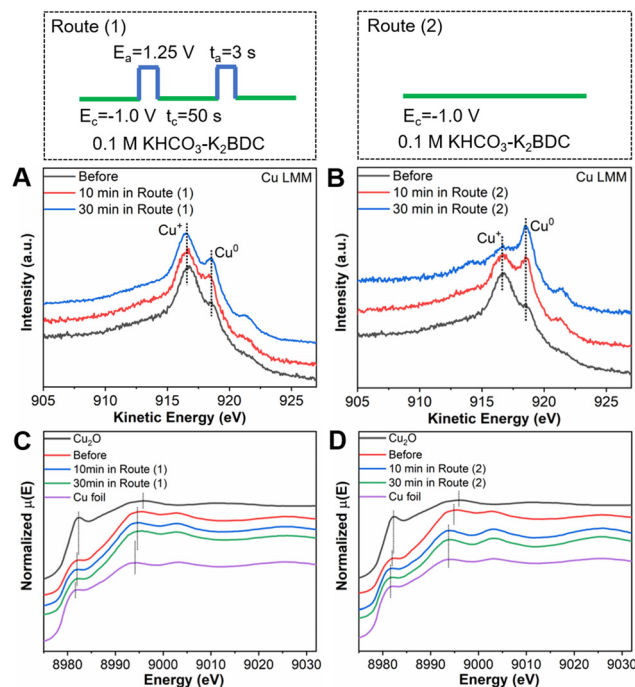 Route (1)
Eₐ=1.25 V tₐ=3 s
E꜀=-1.0 V t꜀=50 s
0.1 M KHCO₃-K₂BDC
Route (2)
E꜀=-1.0 V
0.1 M KHCO₃-K₂BDC
A
Before
10 min in Route (1)
30 min in Route (1)
Cu LMM
Cu⁺
Cu⁰
Intensity (a.u.)
905 910 915 920 925
Kinetic Energy (eV)
B
Before
10 min in Route (2)
30 min in Route (2)
Cu LMM
Cu⁺
Cu⁰
Intensity (a.u.)
905 910 915 920 925
Kinetic Energy (eV)
C
Cu₂O
Before
10min in Route (1)
30min in Route (1)
Cu foil
Normalized μ(E)
8980 8990 9000 9010 9020 9030
Energy (eV)
D
Cu₂O
Before
10 min in Route (2)
30 min in Route (2)
Cu foil
Normalized μ(E)
8980 8990 9000 9010 9020 9030
Energy (eV)